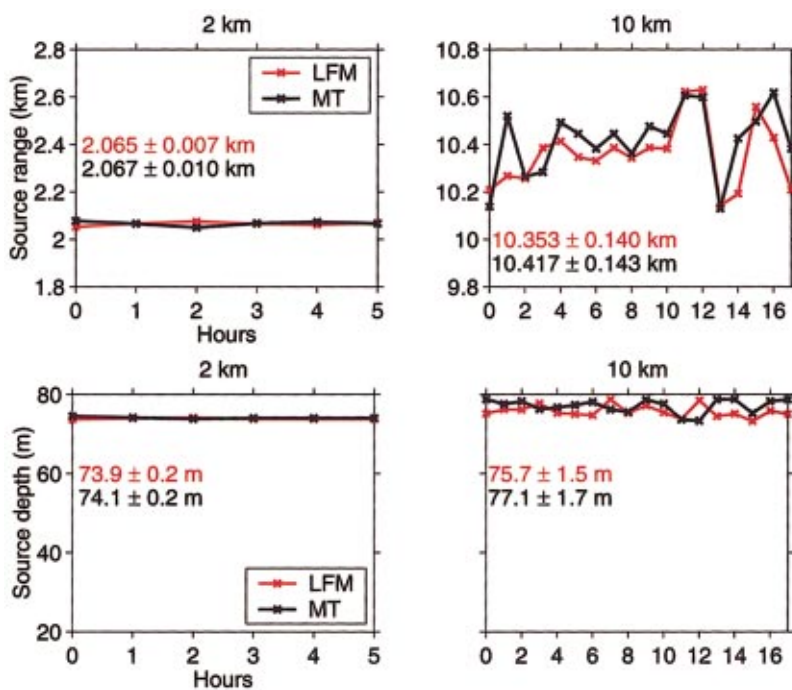 2 km
2.8
2.6
2.4
2.2
2
1.8
Source range (km)
LFM
MT
2.065 ± 0.007 km
2.067 ± 0.010 km
0 1 2 3 4 5
Hours
10 km
10.8
10.6
10.4
10.2
10
9.8
10.353 ± 0.140 km
10.417 ± 0.143 km
0 2 4 6 8 10 12 14 16
2 km
80
60
40
20
Source depth (m)
73.9 ± 0.2 m
74.1 ± 0.2 m
LFM
MT
0 1 2 3 4 5
Hours
10 km
75.7 ± 1.5 m
77.1 ± 1.7 m
0 2 4 6 8 10 12 14 16